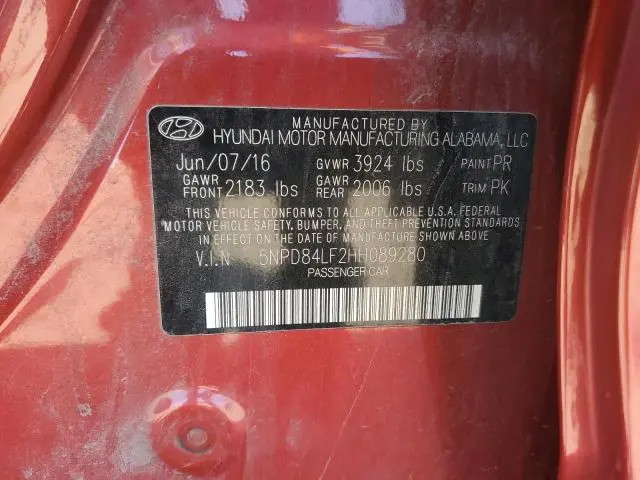 MANUFACTURED BY
HYUNDAI MOTOR MANUFACTURING ALABAMA, LLC
Jun/07/16 GVWR 3924 lbs PAINT PR
GAWR FRONT 2183 lbs GAWR REAR 2006 lbs TRIM PK
THIS VEHICLE CONFORMS TO ALL APPLICABLE U.S.A. FEDERAL
MOTOR VEHICLE SAFETY, BUMPER, AND THEFT PREVENTION STANDARDS
IN EFFECT ON THE DATE OF MANUFACTURE SHOWN ABOVE.
V.I.N 5NPD84LF2HH089280
PASSENGER CAR